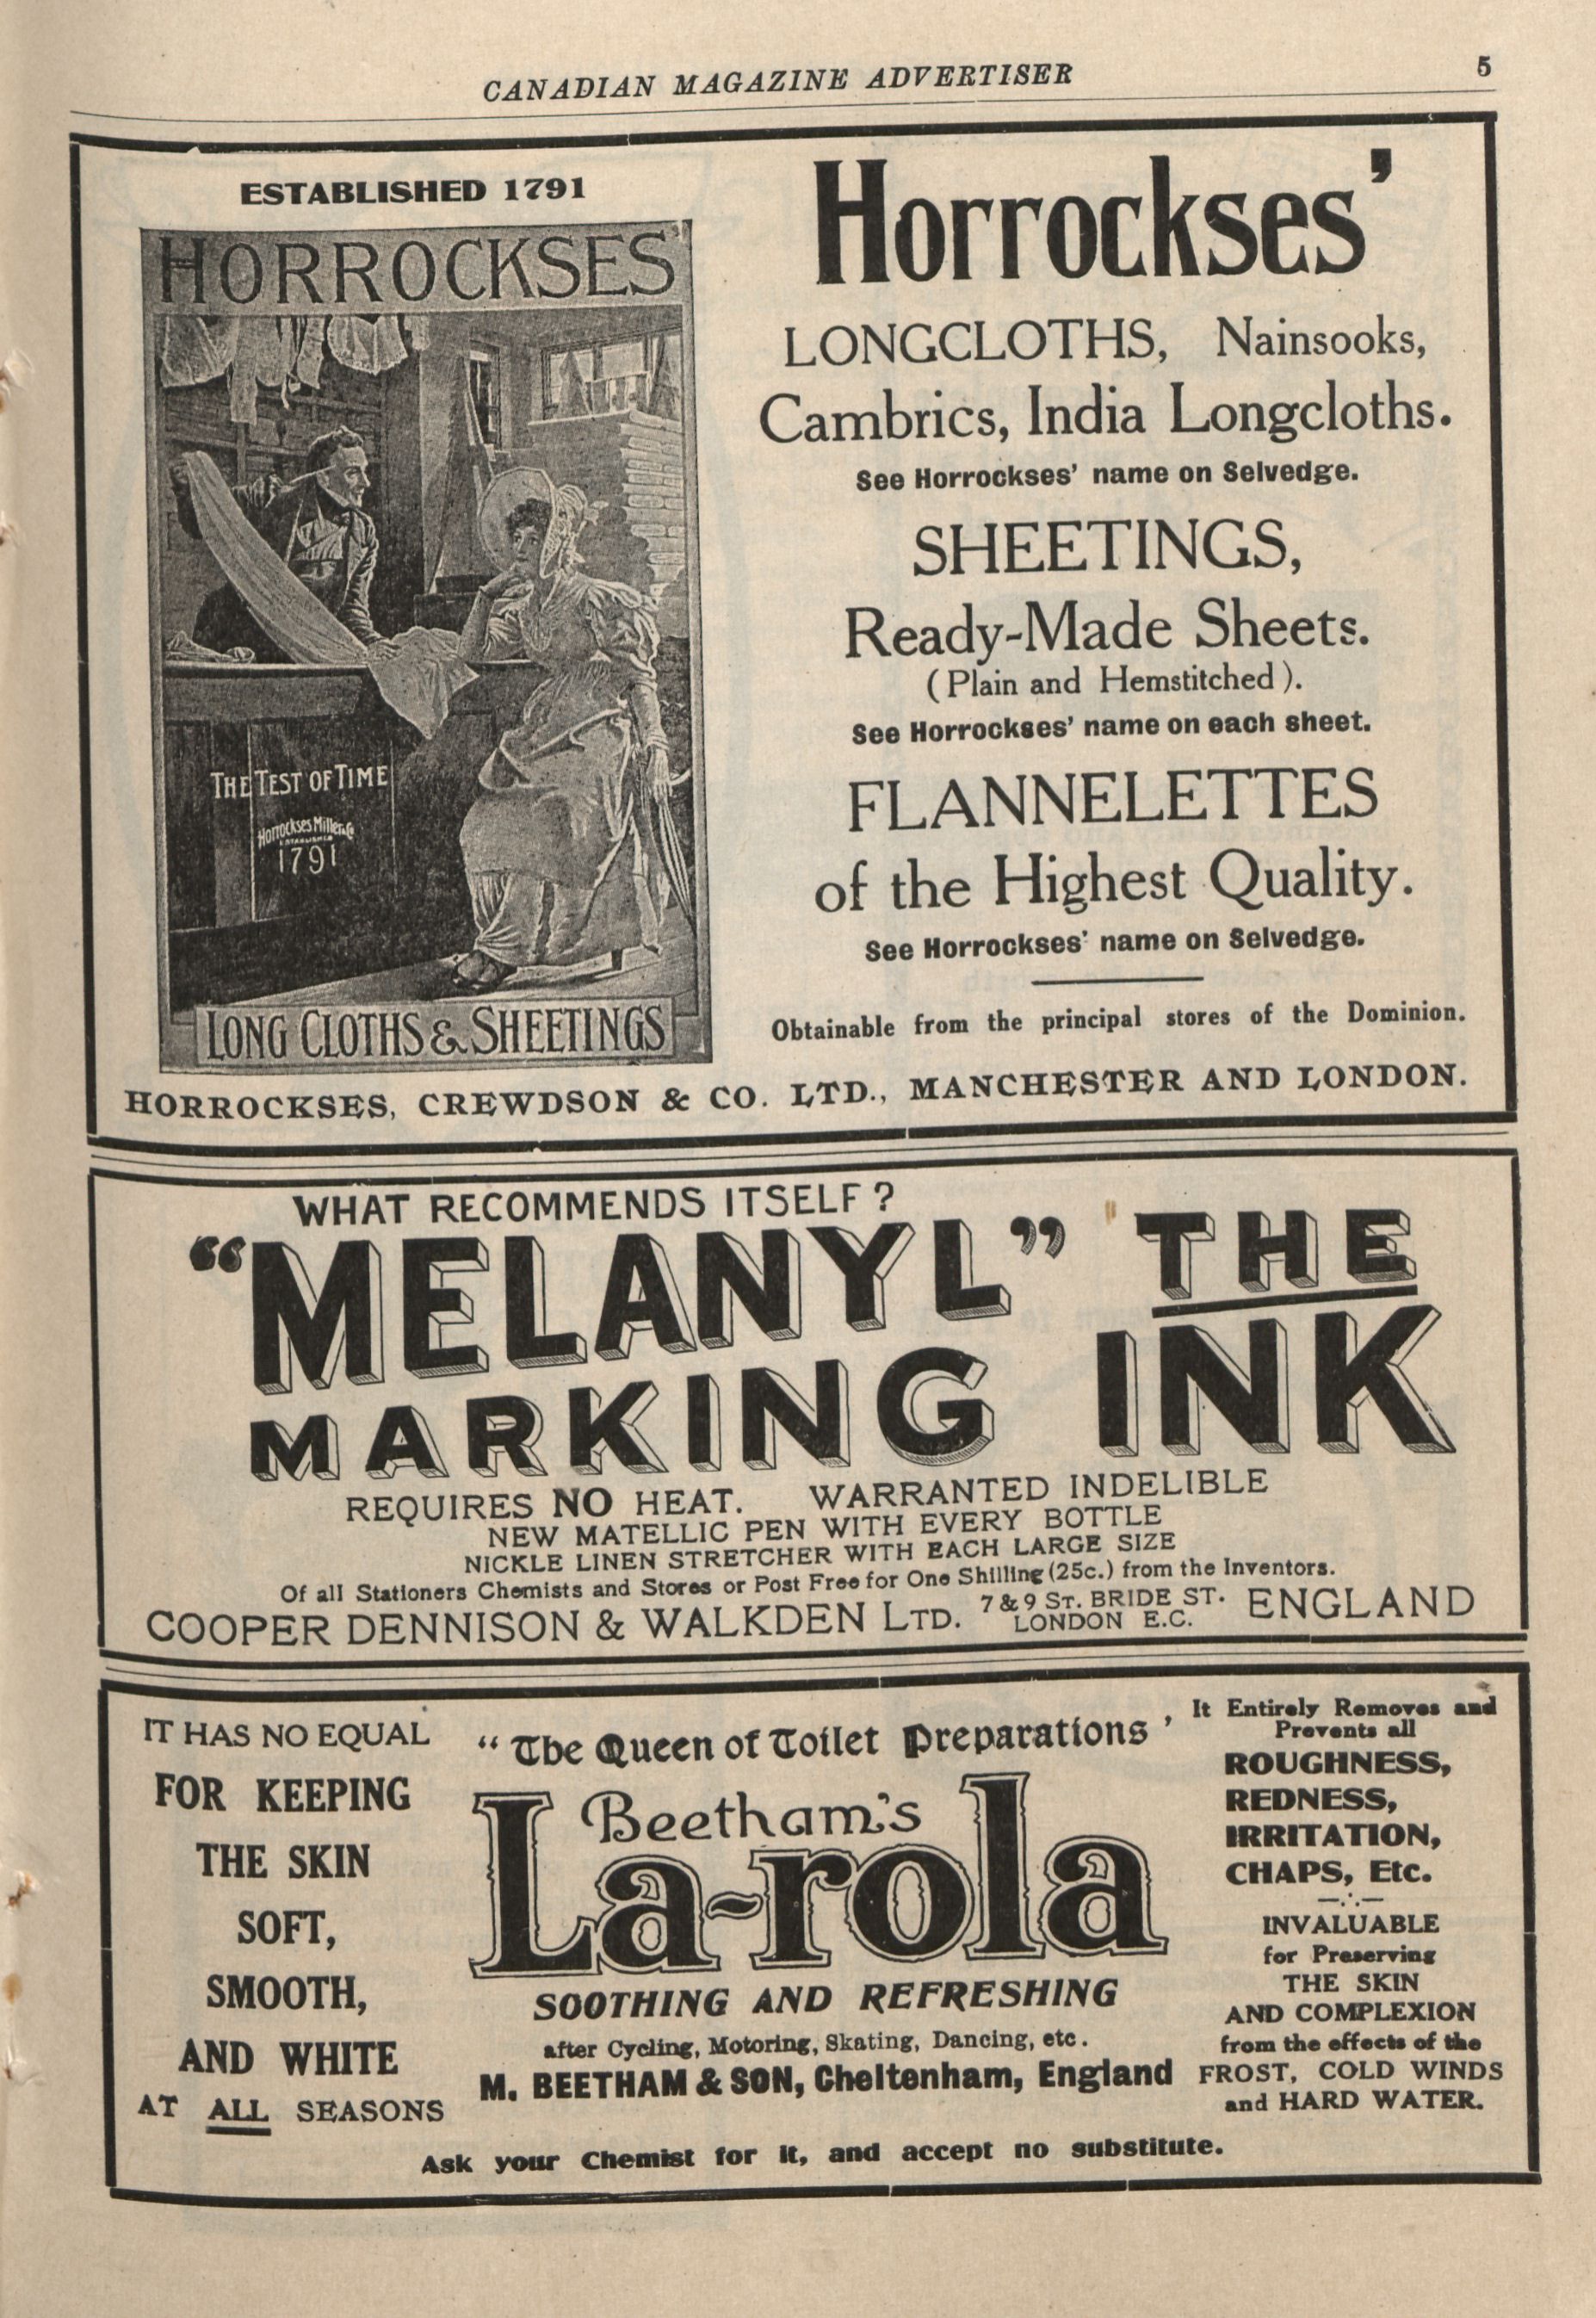 CANADIAN MAGAZINE ADVERTISER
5
ESTABLISHED 1791
HORROCKSES'
THE TEST OF TIME
Horrockses Miller & Co
ESTABLISHED
1791
LONG CLOTHS & SHEETINGS
Horrockses'
LONGCLOTHS, Nainsooks,
Cambrics, India Longcloths.
See Horrockses' name on Selvedge.
SHEETINGS,
Ready-Made Sheets.
(Plain and Hemstitched).
See Horrockses' name on each sheet.
FLANNELETTES
of the Highest Quality.
See Horrockses' name on Selvedge.
Obtainable from the principal stores of the Dominion.
HORROCKSES, CREWDSON & CO. LTD., MANCHESTER AND LONDON.
WHAT RECOMMENDS ITSELF?
"MELANYL" THE
MARKING INK
REQUIRES NO HEAT. WARRANTED INDELIBLE
NEW MATELLIC PEN WITH EVERY BOTTLE
NICKLE LINEN STRETCHER WITH EACH LARGE SIZE
Of all Stationers Chemists and Stores or Post Free for One Shilling (25c.) from the Inventors.
COOPER DENNISON & WALKDEN LTD. 7 & 9 ST. BRIDE ST. LONDON E.C. ENGLAND
IT HAS NO EQUAL
FOR KEEPING
THE SKIN
SOFT,
SMOOTH,
AND WHITE
AT ALL SEASONS
"The Queen of Toilet Preparations'
Beetham's
La-rola
SOOTHING AND REFRESHING
after Cycling, Motoring, Skating, Dancing, etc.
M. BEETHAM & SON, Cheltenham, England
It Entirely Removes and
Prevents all
ROUGHNESS,
REDNESS,
IRRITATION,
CHAPS, Etc.
INVALUABLE
for Preserving
THE SKIN
AND COMPLEXION
from the effects of the
FROST, COLD WINDS
and HARD WATER.
Ask your Chemist for it, and accept no substitute.